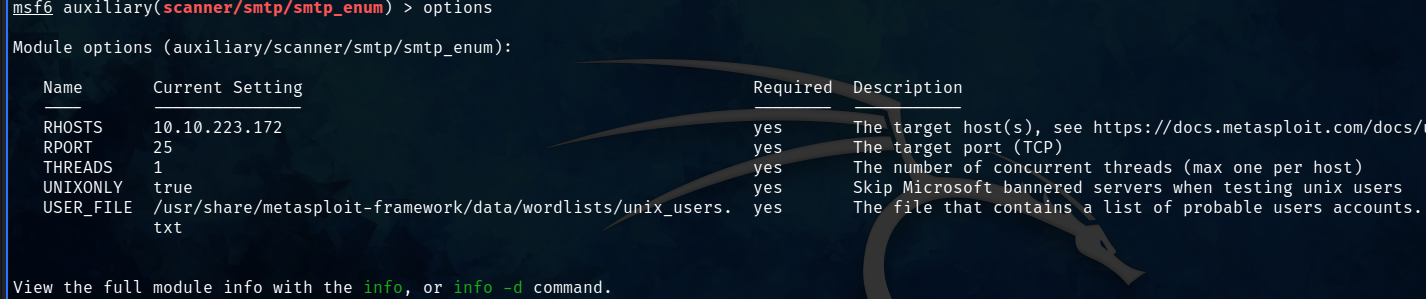 msf6 auxiliary(scanner/smtp/smtp_enum) > options
Module options (auxiliary/scanner/smtp/smtp_enum):
Name Current Setting Required Description
RHOSTS 10.10.223.172 yes The target host(s), see https://docs.metasploit.com/docs/
RPORT 25 yes The target port (TCP)
THREADS 1 yes The number of concurrent threads (max one per host)
UNIXONLY true yes Skip Microsoft bannered servers when testing unix users
USER_FILE /usr/share/metasploit-framework/data/wordlists/unix_users. yes The file that contains a list of probable users accounts.
txt
View the full module info with the info, or info -d command.